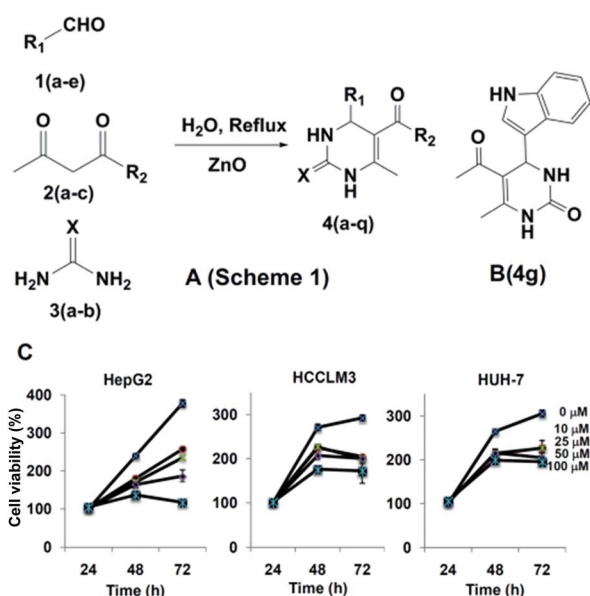 CHO
R1
1(a-e)
O O
R2
2(a-c)
X
H2N NH2
3(a-b)
H2O, Reflux
ZnO
R1 O
HN R2
X N
H
4(a-q)
A (Scheme 1)
HN
O
NH
N O
H
B(4g)
C
HepG2
Cell viability (%)
400
300
200
100
0
24 48 72
Time (h)
HCCLM3
300
200
100
0
24 48 72
Time (h)
HUH-7
300
200
100
0
24 48 72
Time (h)
0 μM
10 μM
25 μM
50 μM
100 μM